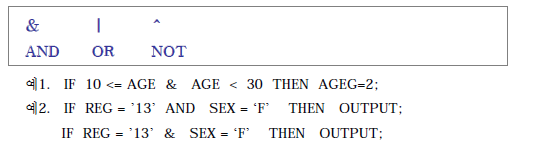 & | ^
AND OR NOT
예1. IF 10 <= AGE & AGE < 30 THEN AGEG=2;
예2. IF REG = ’13’ AND SEX = ‘F’ THEN OUTPUT;
IF REG = ’13’ & SEX = ‘F’ THEN OUTPUT;